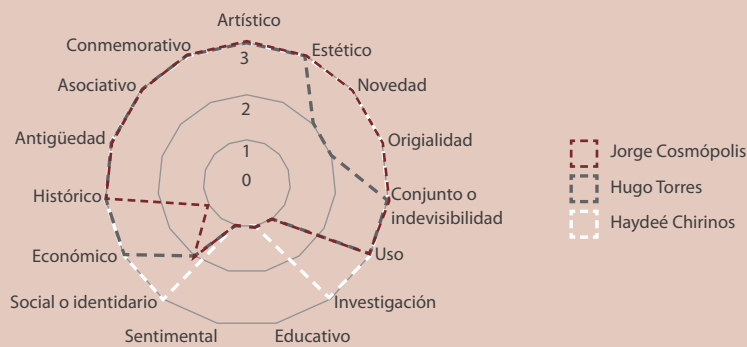 Artístico
Estético
Novedad
Origialidad
Conjunto o
indevisibilidad
Uso
Investigación
Educativo
Sentimental
Social o identidario
Económico
Histórico
Antigüedad
Asociativo
Conmemorativo
3
2
1
0
Jorge Cosmópolis
Hugo Torres
Haydeé Chirinos